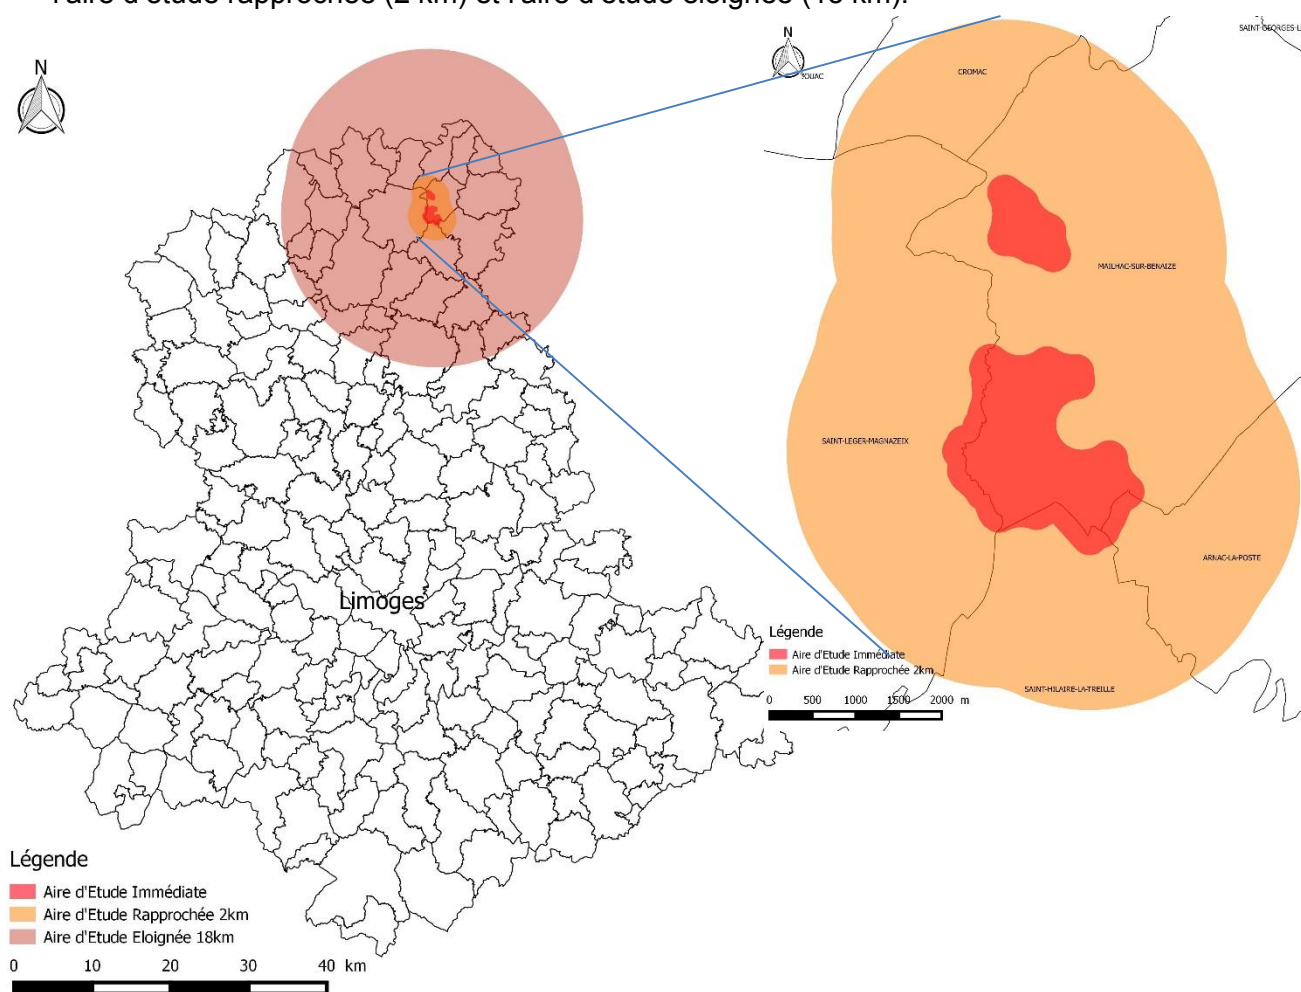 l'aire d'étude rapprochée (2 km) et l'aire d'étude éloignée (18 km).
N
N
SAINT-GEORGES-L
CROMAC
MAILHAC-SUR-BENAIZE
SAINT-LEGER-MAGNAZEIX
ARNAC-LA-POSTE
SAINT-HILAIRE-LA-TREILLE
Limoges
Légende
Aire d'Etude Immédiate
Aire d'Etude Rapprochée 2km
0 500 1000 1500 2000 m
Légende
Aire d'Etude Immédiate
Aire d'Etude Rapprochée 2km
Aire d'Etude Eloignée 18km
0 10 20 30 40 km